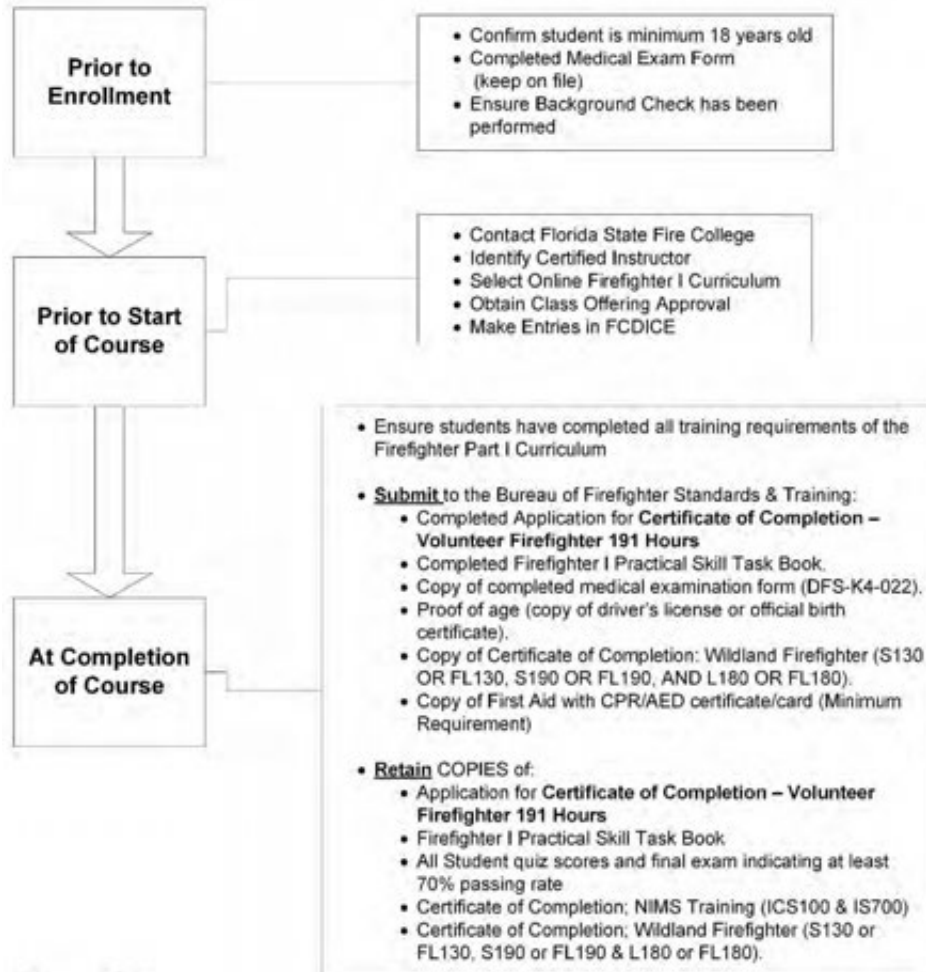 Prior to
Enrollment
• Confirm student is minimum 18 years old
• Completed Medical Exam Form
(keep on file)
• Ensure Background Check has been
performed
Prior to Start
of Course
• Contact Florida State Fire College
• Identify Certified Instructor
• Select Online Firefighter I Curriculum
• Obtain Class Offering Approval
• Make Entries in FCDICE
At Completion
of Course
• Ensure students have completed all training requirements of the
Firefighter Part I Curriculum
• Submit to the Bureau of Firefighter Standards & Training:
• Completed Application for Certificate of Completion –
Volunteer Firefighter 191 Hours
• Completed Firefighter I Practical Skill Task Book.
• Copy of completed medical examination form (DFS-K4-022).
• Proof of age (copy of driver's license or official birth
certificate).
• Copy of Certificate of Completion: Wildland Firefighter (S130
OR FL130, S190 OR FL190, AND L180 OR FL180).
• Copy of First Aid with CPR/AED certificate/card (Minimum
Requirement)
• Retain COPIES of:
• Application for Certificate of Completion – Volunteer
Firefighter 191 Hours
• Firefighter I Practical Skill Task Book
• All Student quiz scores and final exam indicating at least
70% passing rate
• Certificate of Completion; NIMS Training (ICS100 & IS700)
• Certificate of Completion; Wildland Firefighter (S130 or
FL130, S190 or FL190 & L180 or FL180).